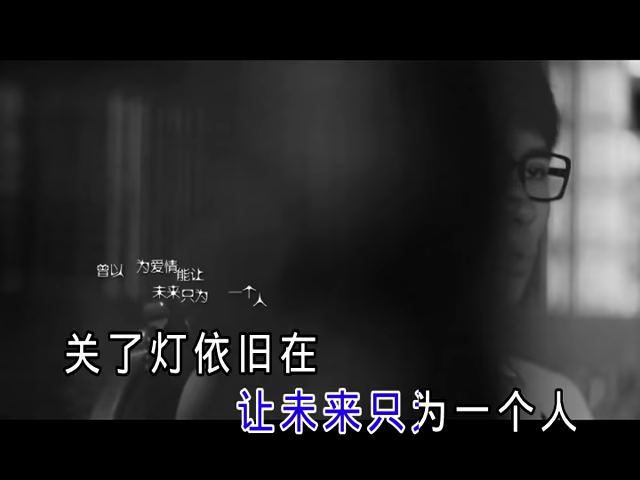 曾以 为爱情能让
未来只为 一个人
关了灯依旧在
让未来只为一个人